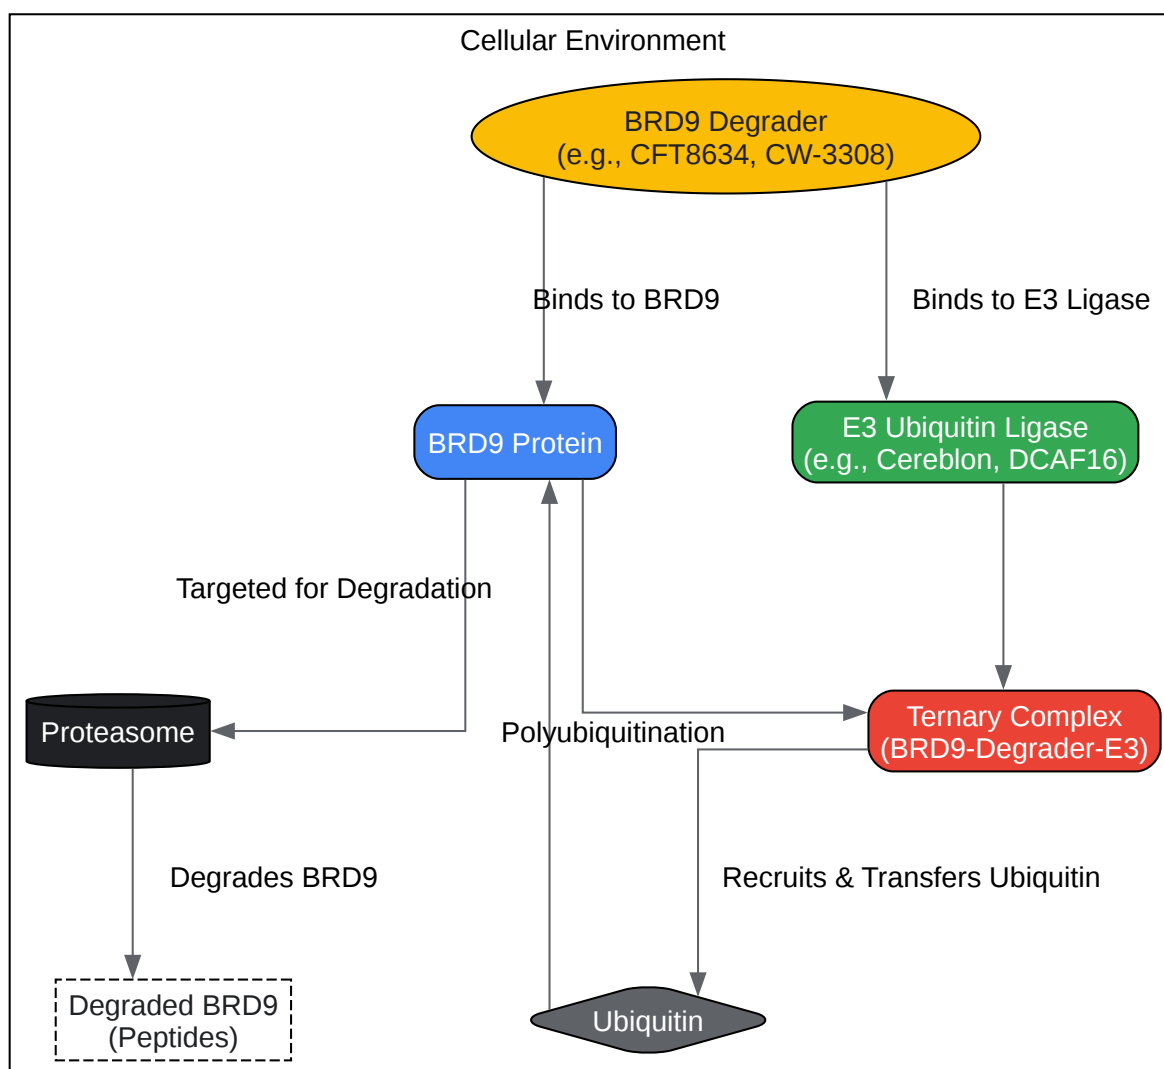 Cellular Environment
BRD9 Degrader
(e.g., CFT8634, CW-3308)
Binds to BRD9
Binds to E3 Ligase
BRD9 Protein
E3 Ubiquitin Ligase
(e.g., Cereblon, DCAF16)
Targeted for Degradation
Proteasome
Polyubiquitination
Ternary Complex
(BRD9-Degrader-E3)
Degrades BRD9
Recruits & Transfers Ubiquitin
Degraded BRD9
(Peptides)
Ubiquitin